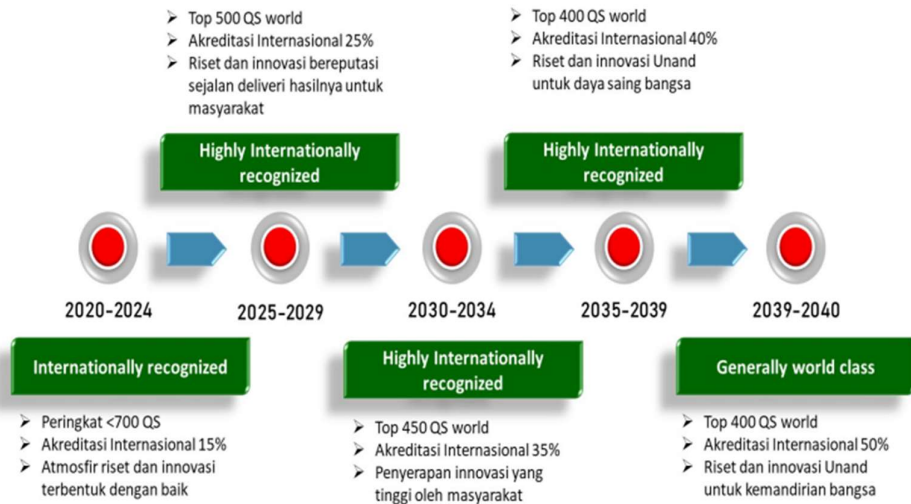 ➢ Top 500 QS world
➢ Akreditasi Internasional 25%
➢ Riset dan innovasi bereputasi
sejalan deliveri hasilnya untuk
masyarakat
➢ Top 400 QS world
➢ Akreditasi Internasional 40%
➢ Riset dan innovasi Unand
untuk daya saing bangsa
Highly Internationally
recognized
Highly Internationally
recognized
2020-2024
2025-2029
2030-2034
2035-2039
2039-2040
Internationally recognized
Highly Internationally
recognized
Generally world class
➢ Peringkat <700 QS
➢ Akreditasi Internasional 15%
➢ Atmosfir riset dan innovasi
terbentuk dengan baik
➢ Top 450 QS world
➢ Akreditasi Internasional 35%
➢ Penyerapan innovasi yang
tinggi oleh masyarakat
➢ Top 400 QS world
➢ Akreditasi Internasional 50%
➢ Riset dan innovasi Unand
untuk kemandirian bangsa